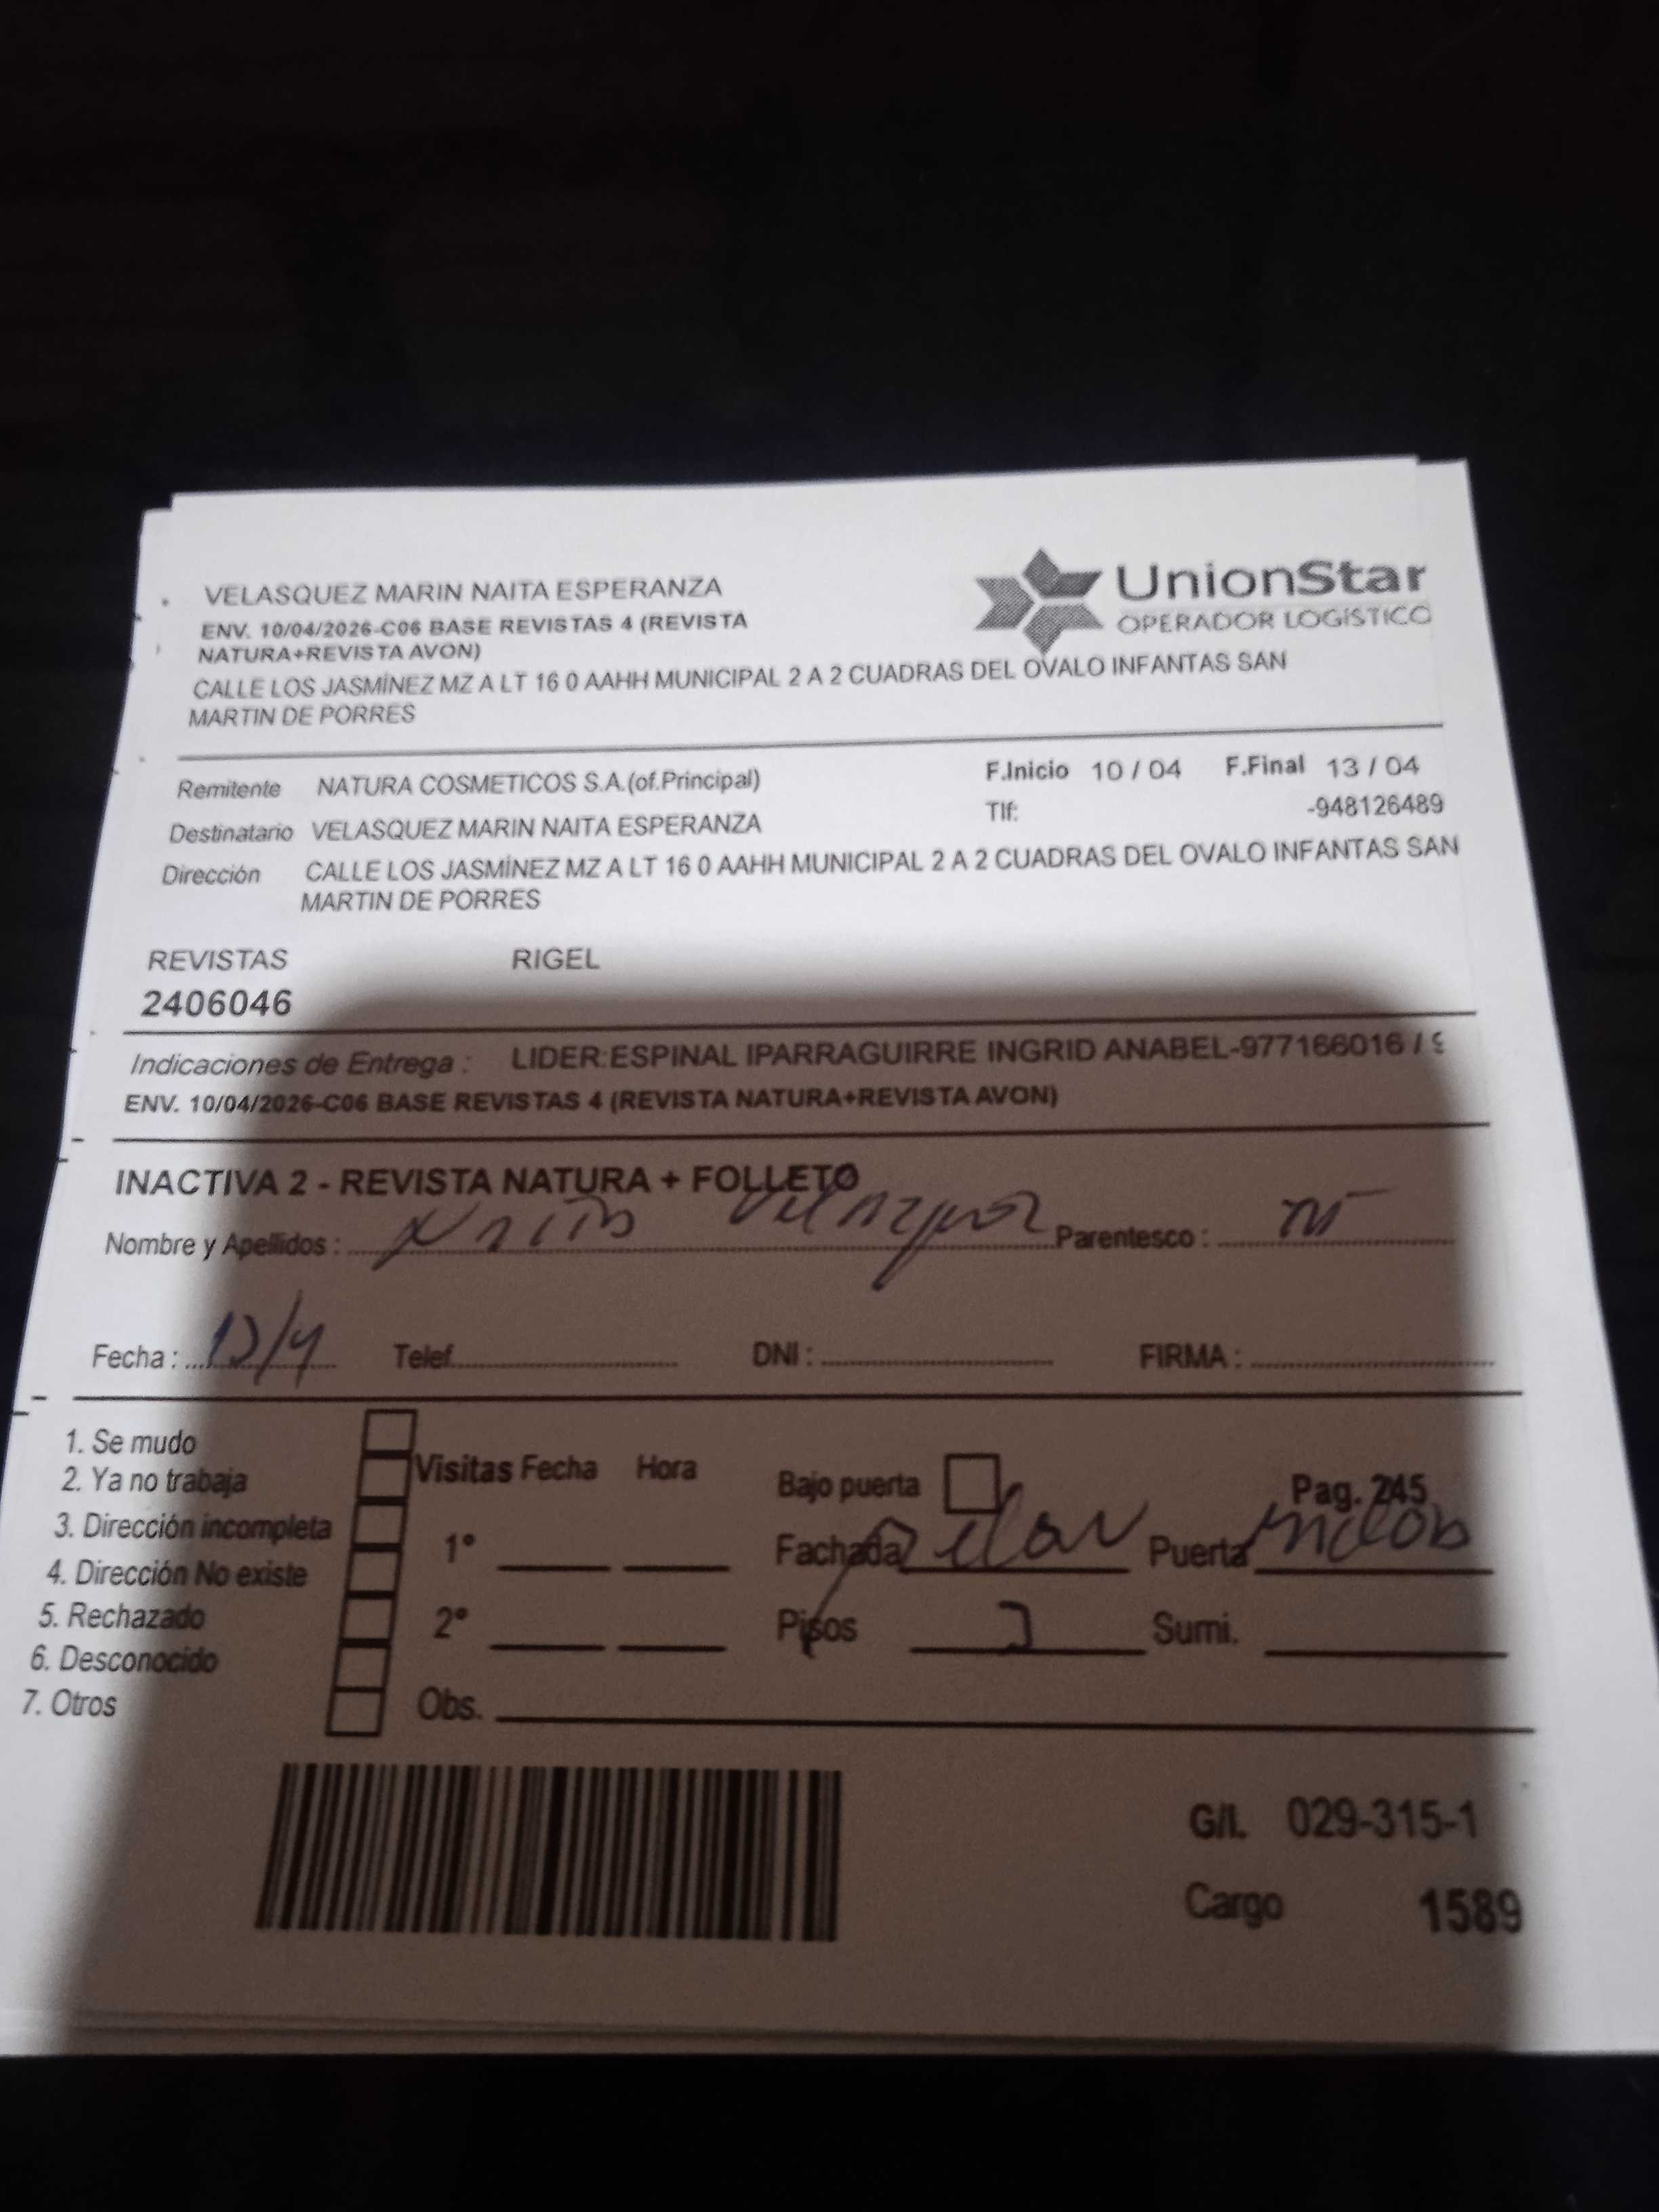 VELASQUEZ MARIN NAITA ESPERANZA
ENV. 10/04/2026-C06 BASE REVISTAS 4 (REVISTA
NATURA+REVISTA AVON)
CALLE LOS JASMÍNEZ MZ A LT 16 0 AAHH MUNICIPAL 2 A 2 CUADRAS DEL OVALO INFANTAS SAN
MARTIN DE PORRES
UnionStar
OPERADOR LOGÍSTICO
Remitente NATURA COSMETICOS S.A.(of.Principal)
F.Inicio 10 / 04 F.Final 13 / 04
Destinatario VELASQUEZ MARIN NAITA ESPERANZA
Tlf: -948126489
Dirección CALLE LOS JASMÍNEZ MZ A LT 16 0 AAHH MUNICIPAL 2 A 2 CUADRAS DEL OVALO INFANTAS SAN
MARTIN DE PORRES
REVISTAS RIGEL
2406046
Indicaciones de Entrega : LIDER:ESPINAL IPARRAGUIRRE INGRID ANABEL-977166016 /
ENV. 10/04/2026-C06 BASE REVISTAS 4 (REVISTA NATURA+REVISTA AVON)
INACTIVA 2 - REVISTA NATURA + FOLLETO
Nombre y Apellidos : Parentesco :
Fecha : Telef. DNI : FIRMA :
1. Se mudo
2. Ya no trabaja
3. Dirección incompleta
4. Dirección No existe
5. Rechazado
6. Desconocido
7. Otros
Visitas Fecha Hora
1°
2°
Obs.
Bajo puerta Pag. 245
Fachada Puerta
Pisos Sumi.
G/I. 029-315-1
Cargo 1589